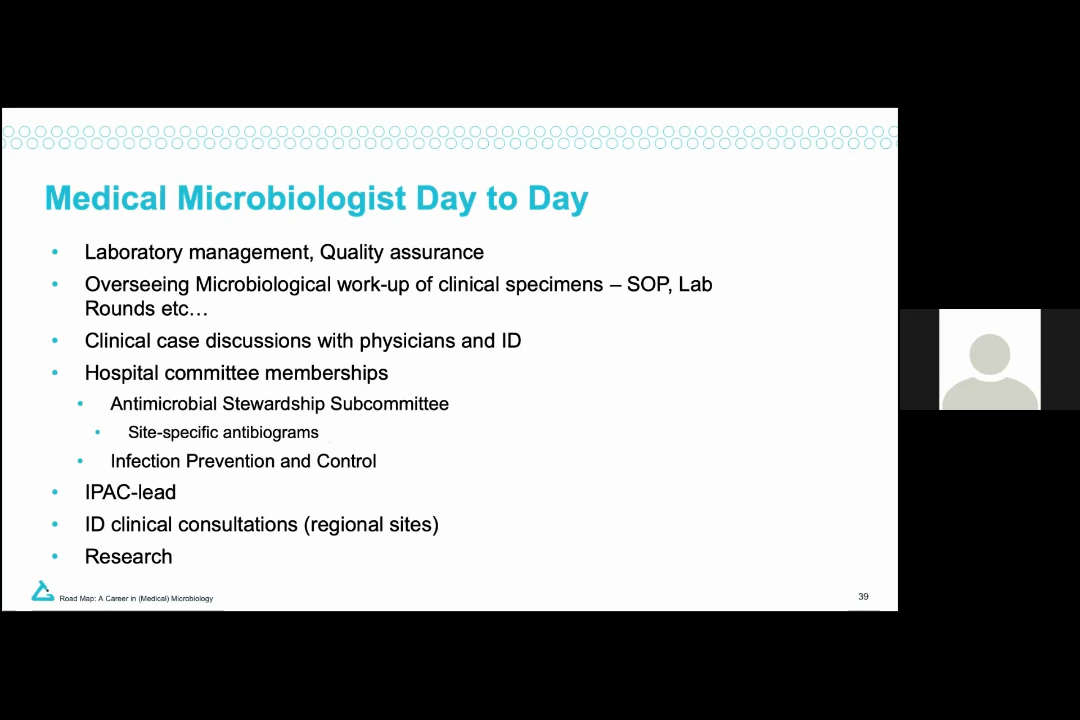 Medical Microbiologist Day to Day
• Laboratory management, Quality assurance
• Overseeing Microbiological work-up of clinical specimens – SOP, Lab
Rounds etc…
• Clinical case discussions with physicians and ID
• Hospital committee memberships
• Antimicrobial Stewardship Subcommittee
• Site-specific antibiograms
• Infection Prevention and Control
• IPAC-lead
• ID clinical consultations (regional sites)
• Research
Road Map: A Career in (Medical) Microbiology
39